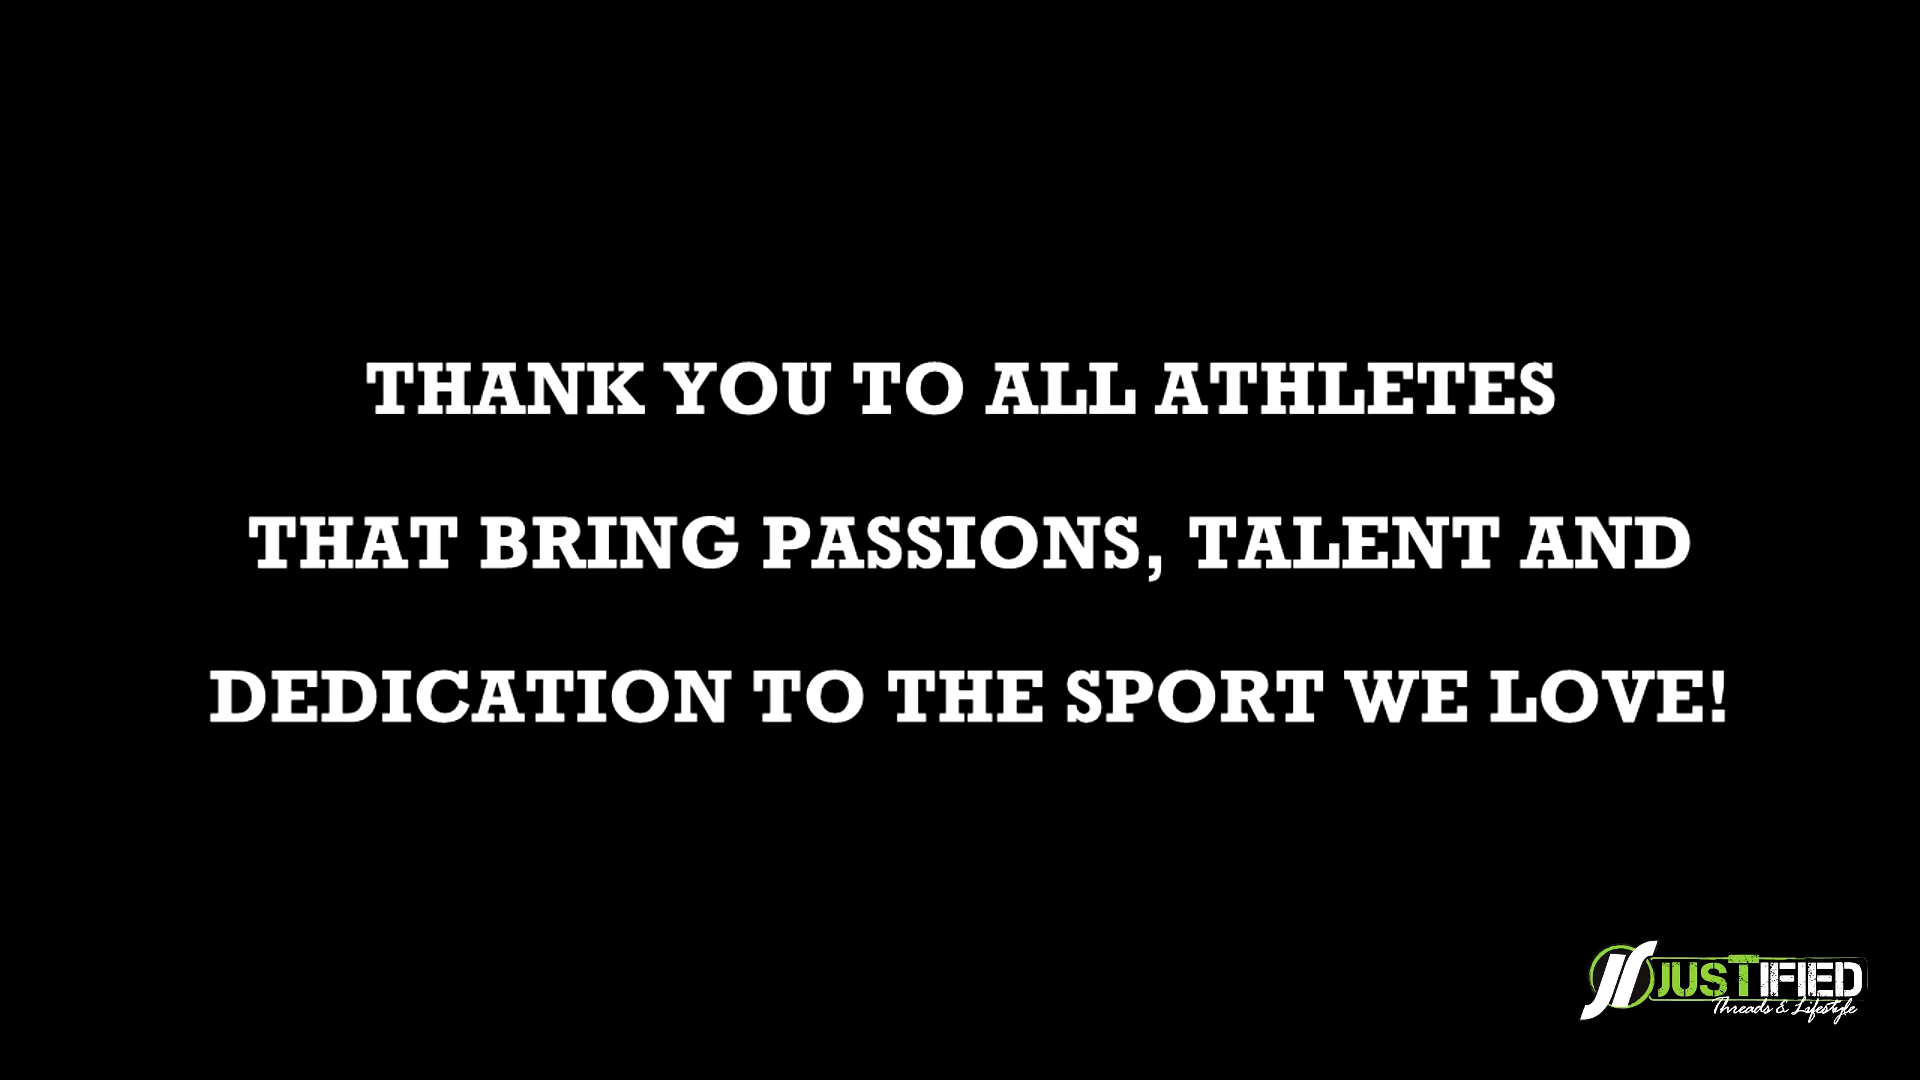 THANK YOU TO ALL ATHLETES
THAT BRING PASSIONS, TALENT AND
DEDICATION TO THE SPORT WE LOVE!
JUSTIFIED
Threads & Lifestyle